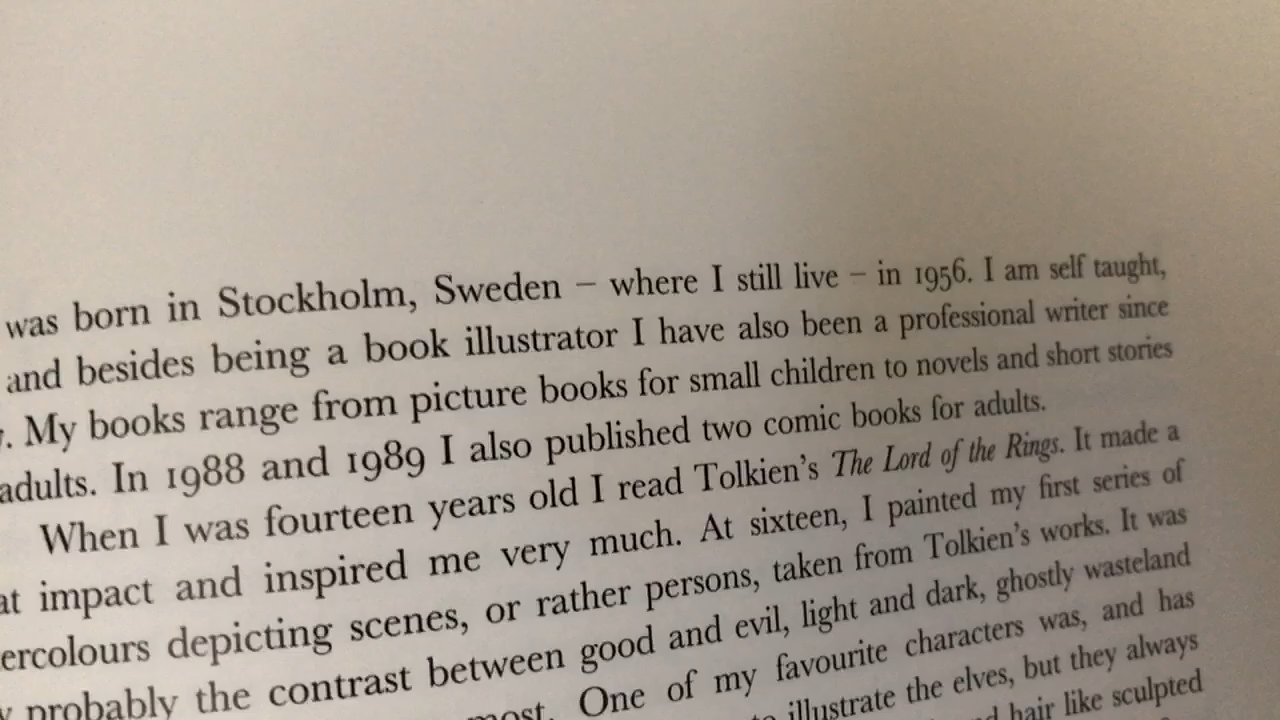 was born in Stockholm, Sweden – where I still live – in 1956. I am self taught,
and besides being a book illustrator I have also been a professional writer since
. My books range from picture books for small children to novels and short stories
adults. In 1988 and 1989 I also published two comic books for adults.
When I was fourteen years old I read Tolkien's The Lord of the Rings. It made a
at impact and inspired me very much. At sixteen, I painted my first series of
ercolours depicting scenes, or rather persons, taken from Tolkien's works. It was
probably the contrast between good and evil, light and dark, ghostly wasteland
most. One of my favourite characters was, and has
to illustrate the elves, but they always
hair like sculpted